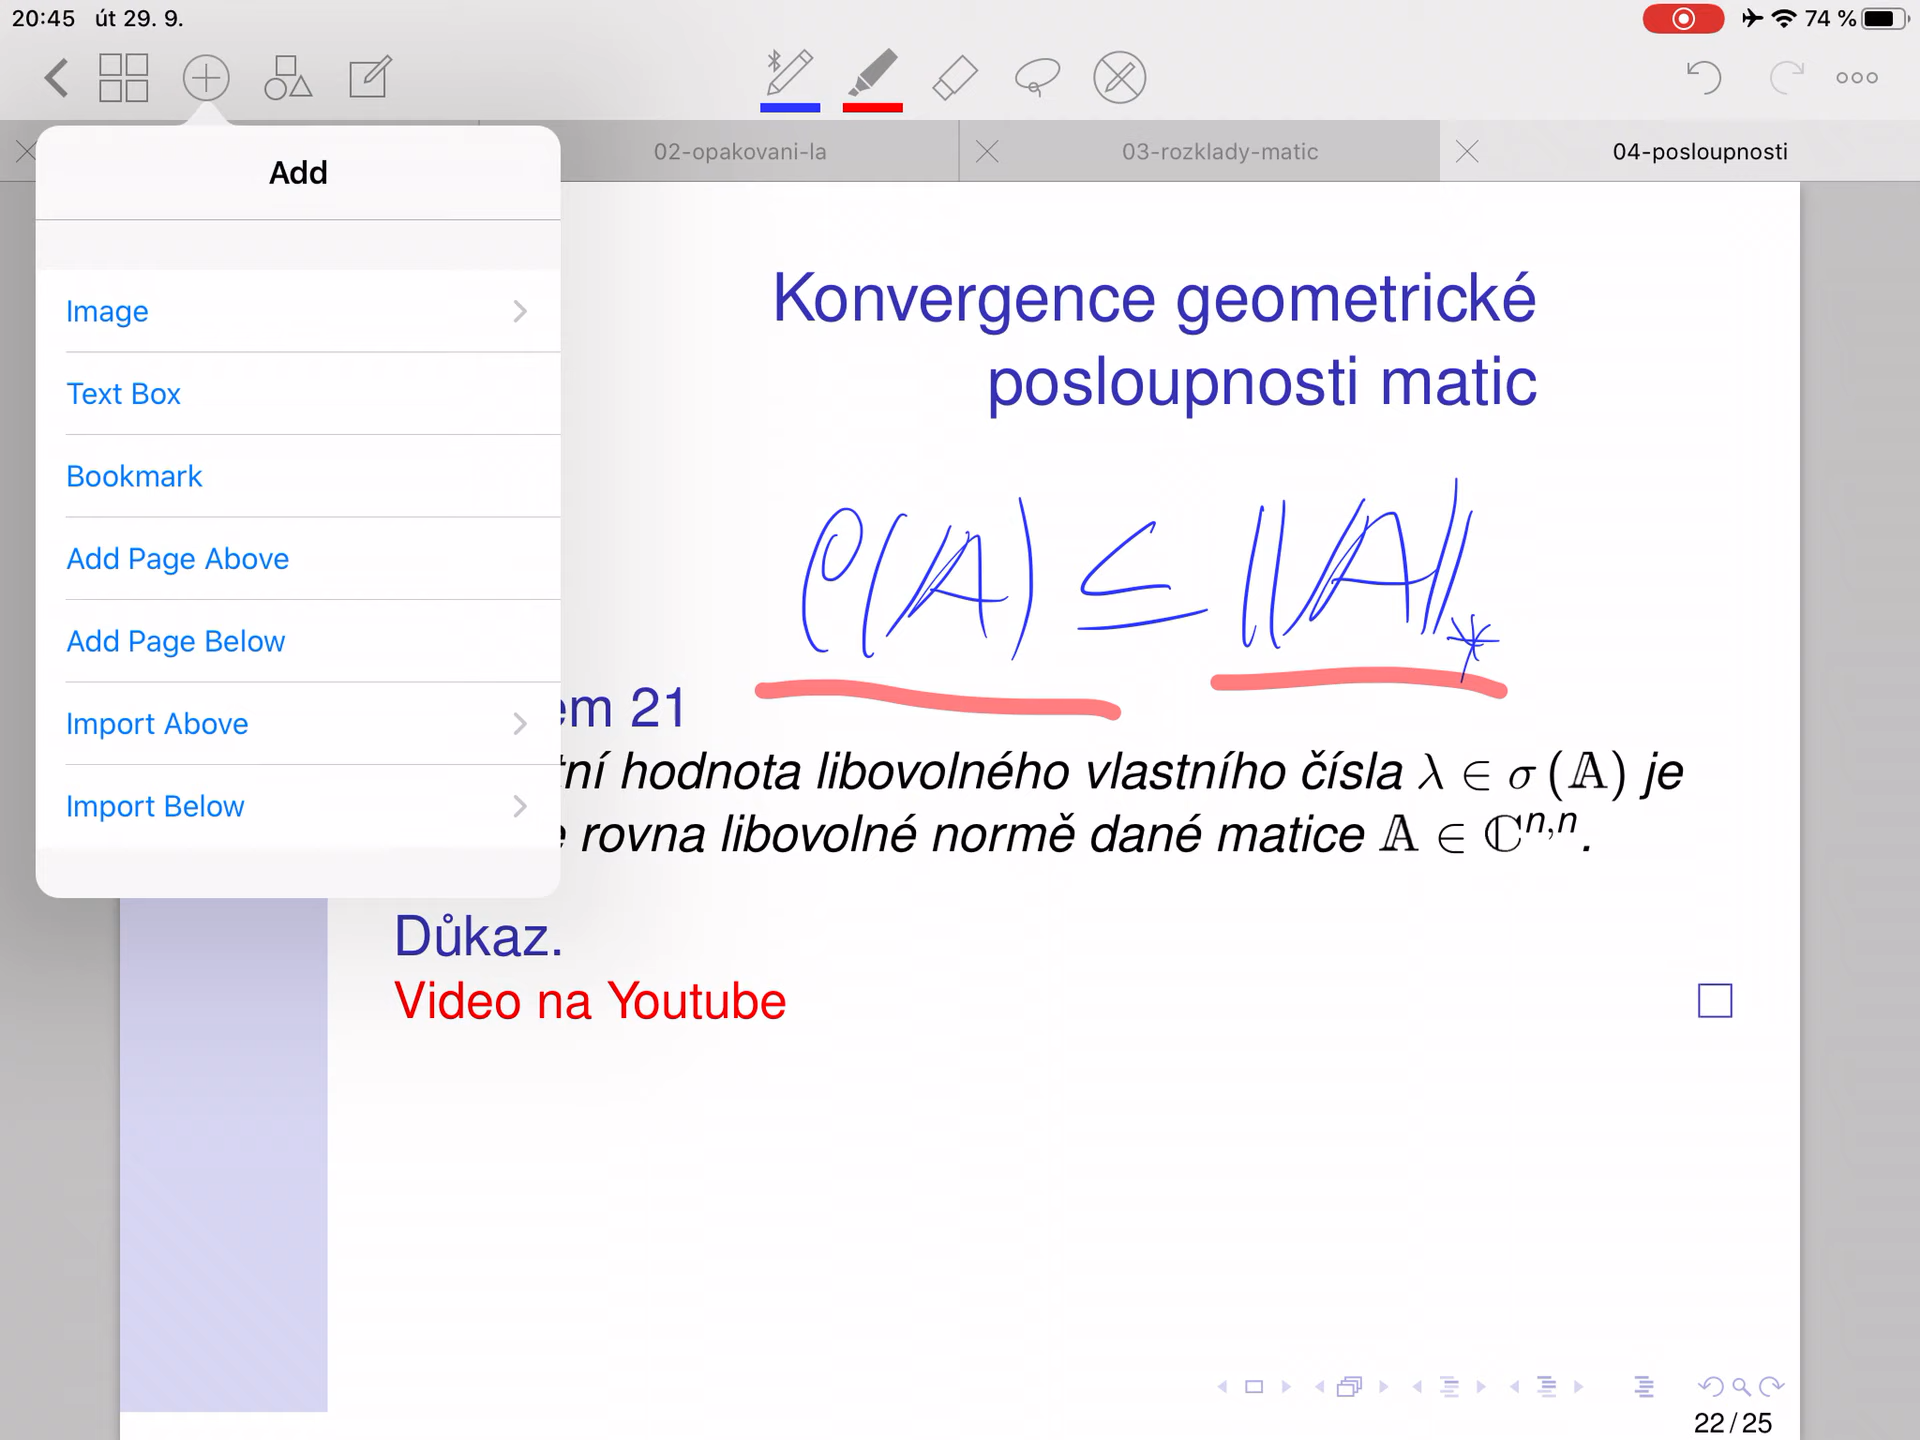 20:45 út 29. 9.
74 %
02-opakovani-la
03-rozklady-matic
04-posloupnosti
Add
Image
Text Box
Bookmark
Add Page Above
Add Page Below
Import Above
Import Below
Konvergence geometrické
posloupnosti matic
ρ(𝔸) ≤ ||𝔸||_*
em 21
tní hodnota libovolného vlastního čísla λ ∈ σ (𝔸) je
e rovna libovolné normě dané matice 𝔸 ∈ ℂ^{n,n}.
Důkaz.
Video na Youtube
22 / 25